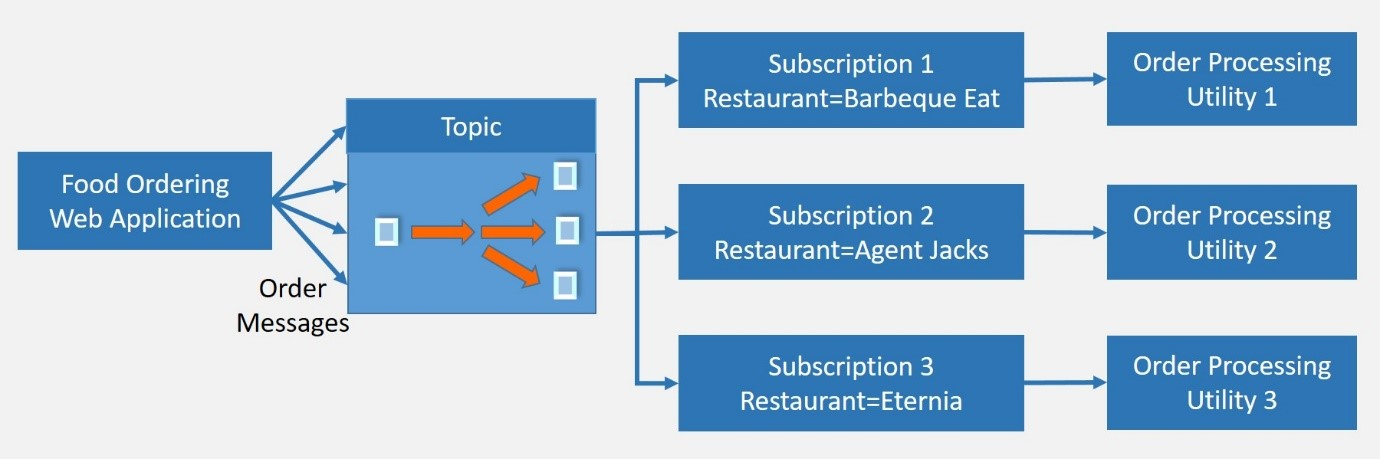 Food Ordering
Web Application
Order
Messages
Topic
Subscription 1
Restaurant=Barbeque Eat
Order Processing
Utility 1
Subscription 2
Restaurant=Agent Jacks
Order Processing
Utility 2
Subscription 3
Restaurant=Eternia
Order Processing
Utility 3